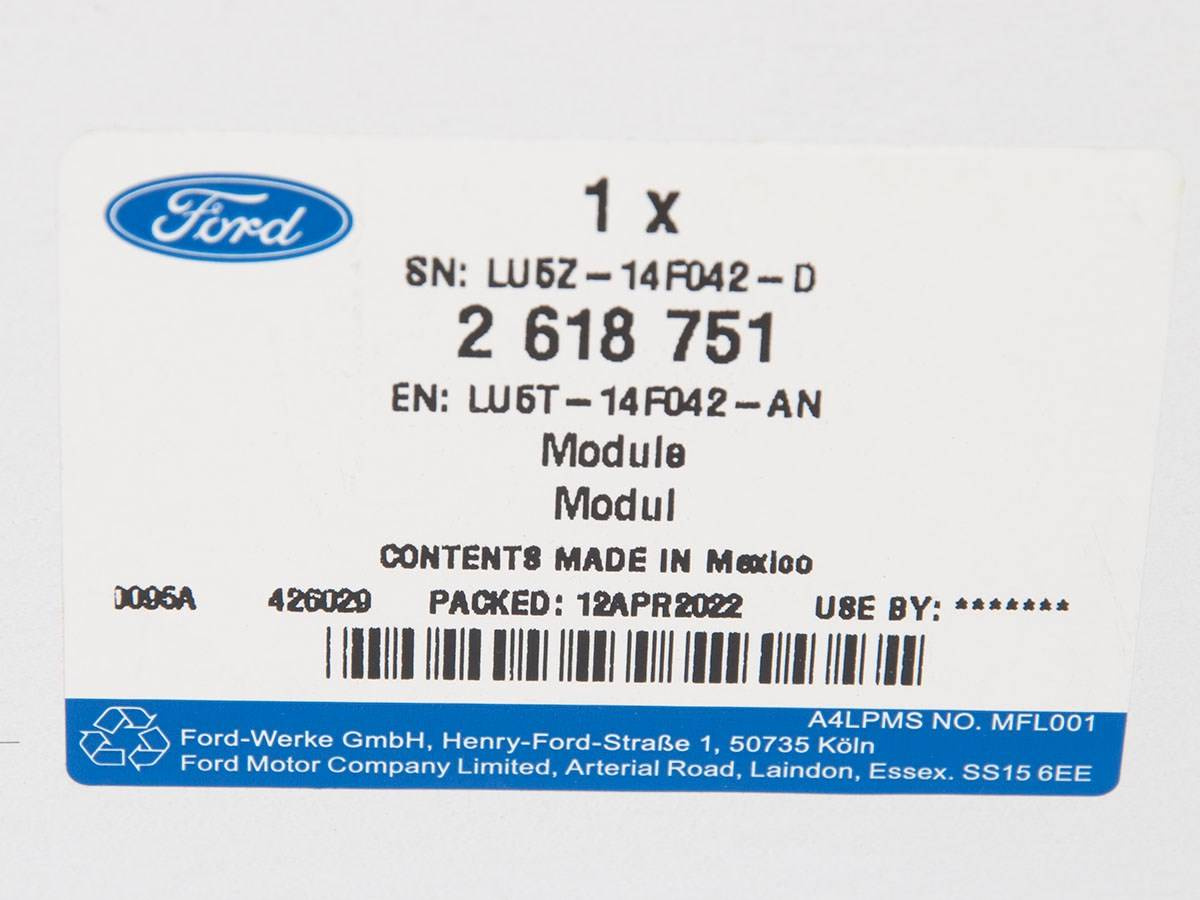 Ford
1 x
SN: LU5Z-14F042-D
2 618 751
EN: LU5T-14F042-AN
Module
Modul
CONTENTS MADE IN Mexico
0095A 426029 PACKED: 12APR2022 USE BY: *******
A4LPMS NO. MFL001
Ford-Werke GmbH, Henry-Ford-Straße 1, 50735 Köln
Ford Motor Company Limited, Arterial Road, Laindon, Essex. SS15 6EE